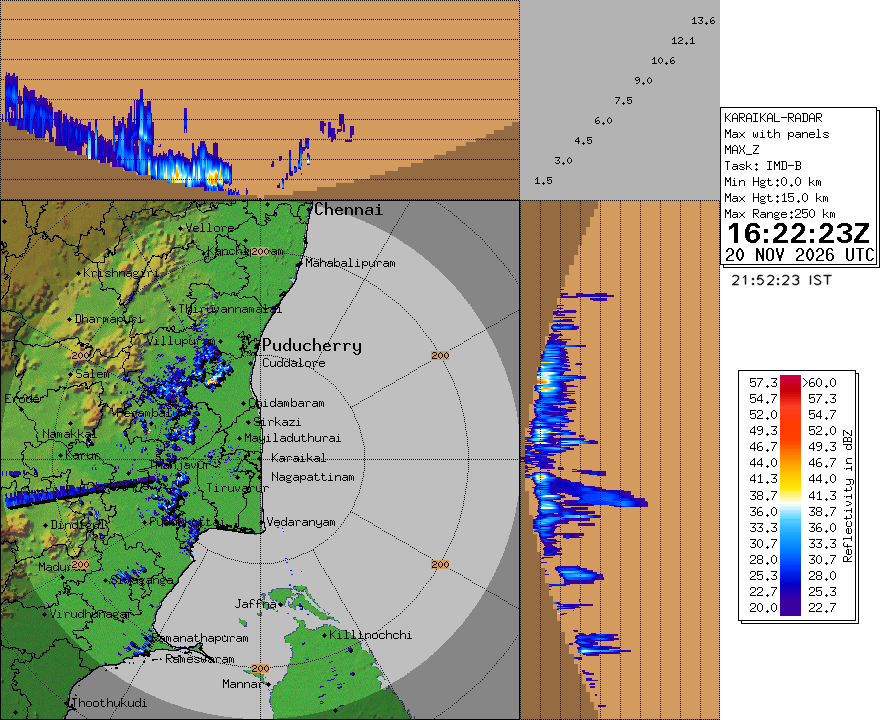 13.6
12.1
10.6
9.0
7.5
6.0
4.5
3.0
1.5
KARAIKAL-RADAR
Max with panels
MAX_Z
Task: IMD-B
Min Hgt:0.0 km
Max Hgt:15.0 km
Max Range:250 km
16:22:23Z
20 NOV 2026 UTC
21:52:23 IST
Chennai
Vellore
200
Mahabalipuram
Krishnagiri
Thiruvannamalai
Dharmapuri
Villupuram
Puducherry
200
200
Cuddalore
Salem
Erode
Chidambaram
Perambalur
Sirkazi
Namakkal
Mayiladuthurai
Karur
Karaikal
Thanjavur
Nagapattinam
Tiruvarur
Dindigul
Pudukkottai
Vedaranyam
Madurai
200
200
Sivaganga
Jaffna
Virudhunagar
Killinochchi
Ramanathapuram
Rameswaram
200
Mannar
Thoothukudi
57.3 >60.0
54.7 57.3
52.0 54.7
49.3 52.0
46.7 49.3
44.0 46.7
41.3 44.0
38.7 41.3
36.0 38.7
33.3 36.0
30.7 33.3
28.0 30.7
25.3 28.0
22.7 25.3
20.0 22.7
Reflectivity in dBZ